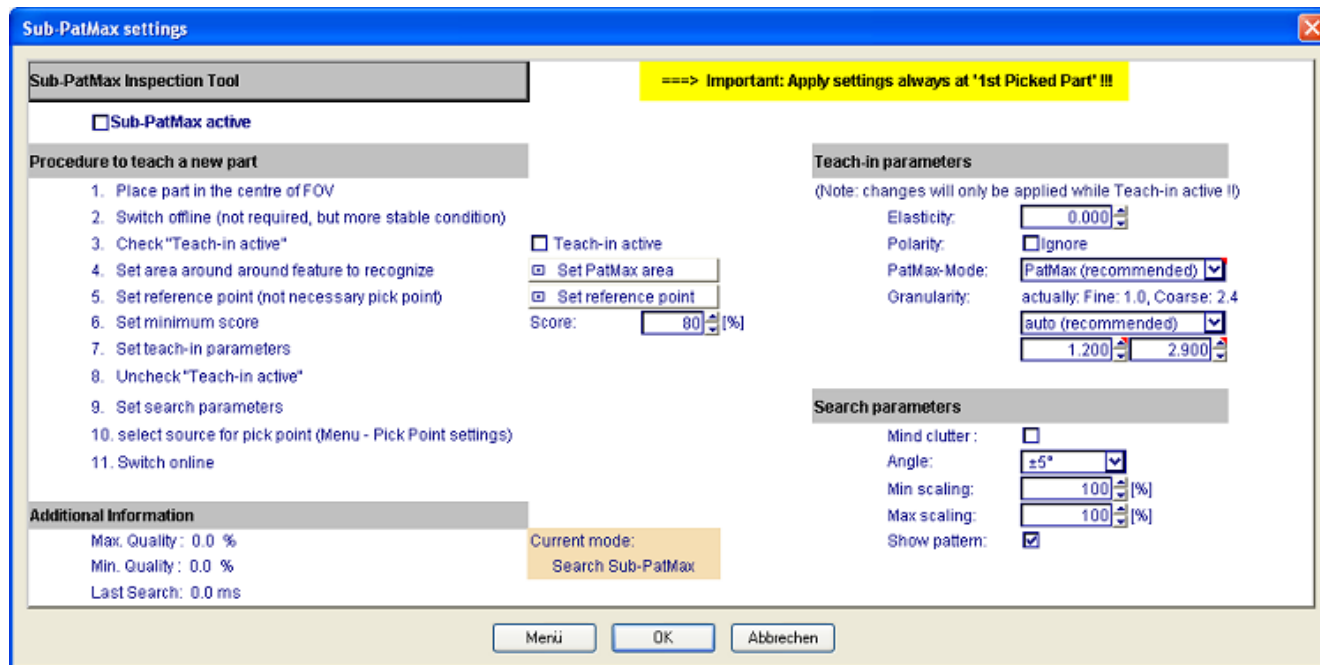 Sub-PatMax settings
Sub-PatMax Inspection Tool
===> Important: Apply settings always at '1st Picked Part' !!!
Sub-PatMax active
Procedure to teach a new part
1. Place part in the centre of FOV
2. Switch offline (not required, but more stable condition)
3. Check "Teach-in active"
Teach-in active
4. Set area around around feature to recognize
Set PatMax area
5. Set reference point (not necessary pick point)
Set reference point
6. Set minimum score
Score: 80 [%]
7. Set teach-in parameters
8. Uncheck "Teach-in active"
9. Set search parameters
10. select source for pick point (Menu - Pick Point settings)
11. Switch online
Teach-in parameters
(Note: changes will only be applied while Teach-in active !!)
Elasticity: 0.000
Polarity: Ignore
PatMax-Mode: PatMax (recommended)
Granularity: actually: Fine: 1.0, Coarse: 2.4
auto (recommended)
1.200 2.900
Search parameters
Mind clutter :
Angle: ±5°
Min scaling: 100 [%]
Max scaling: 100 [%]
Show pattern:
Additional Information
Max. Quality : 0.0 %
Min. Quality : 0.0 %
Last Search: 0.0 ms
Current mode:
Search Sub-PatMax
Menü OK Abbrechen